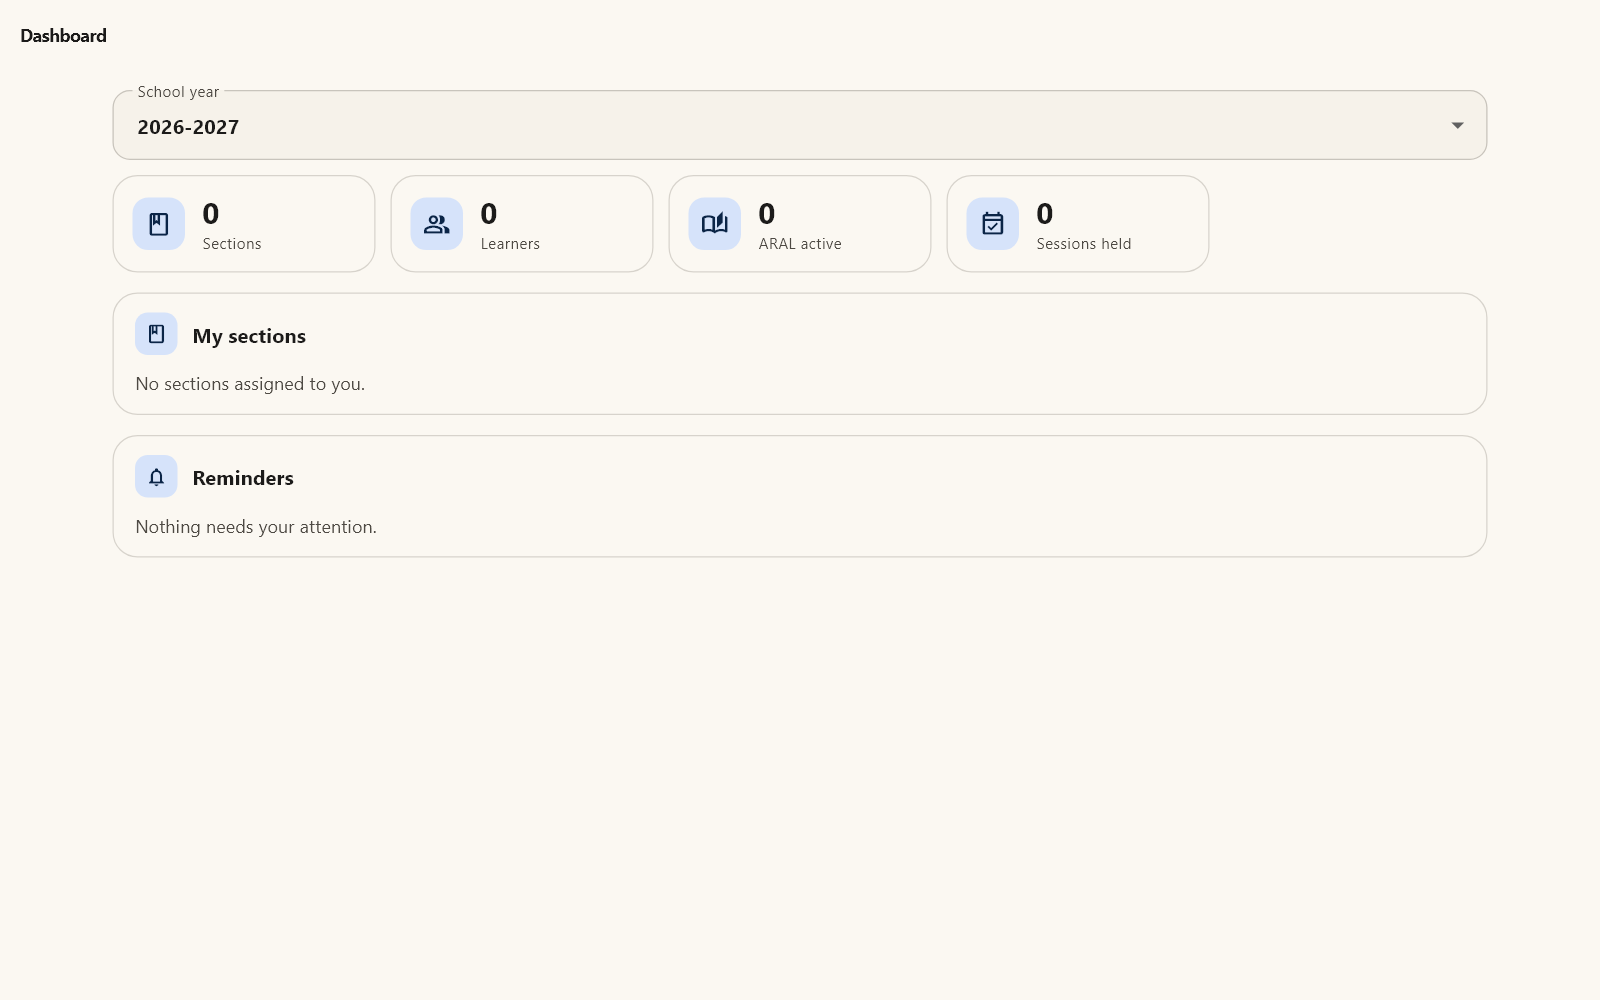 Dashboard
School year
2026-2027
0
Sections
0
Learners
0
ARAL active
0
Sessions held
My sections
No sections assigned to you.
Reminders
Nothing needs your attention.